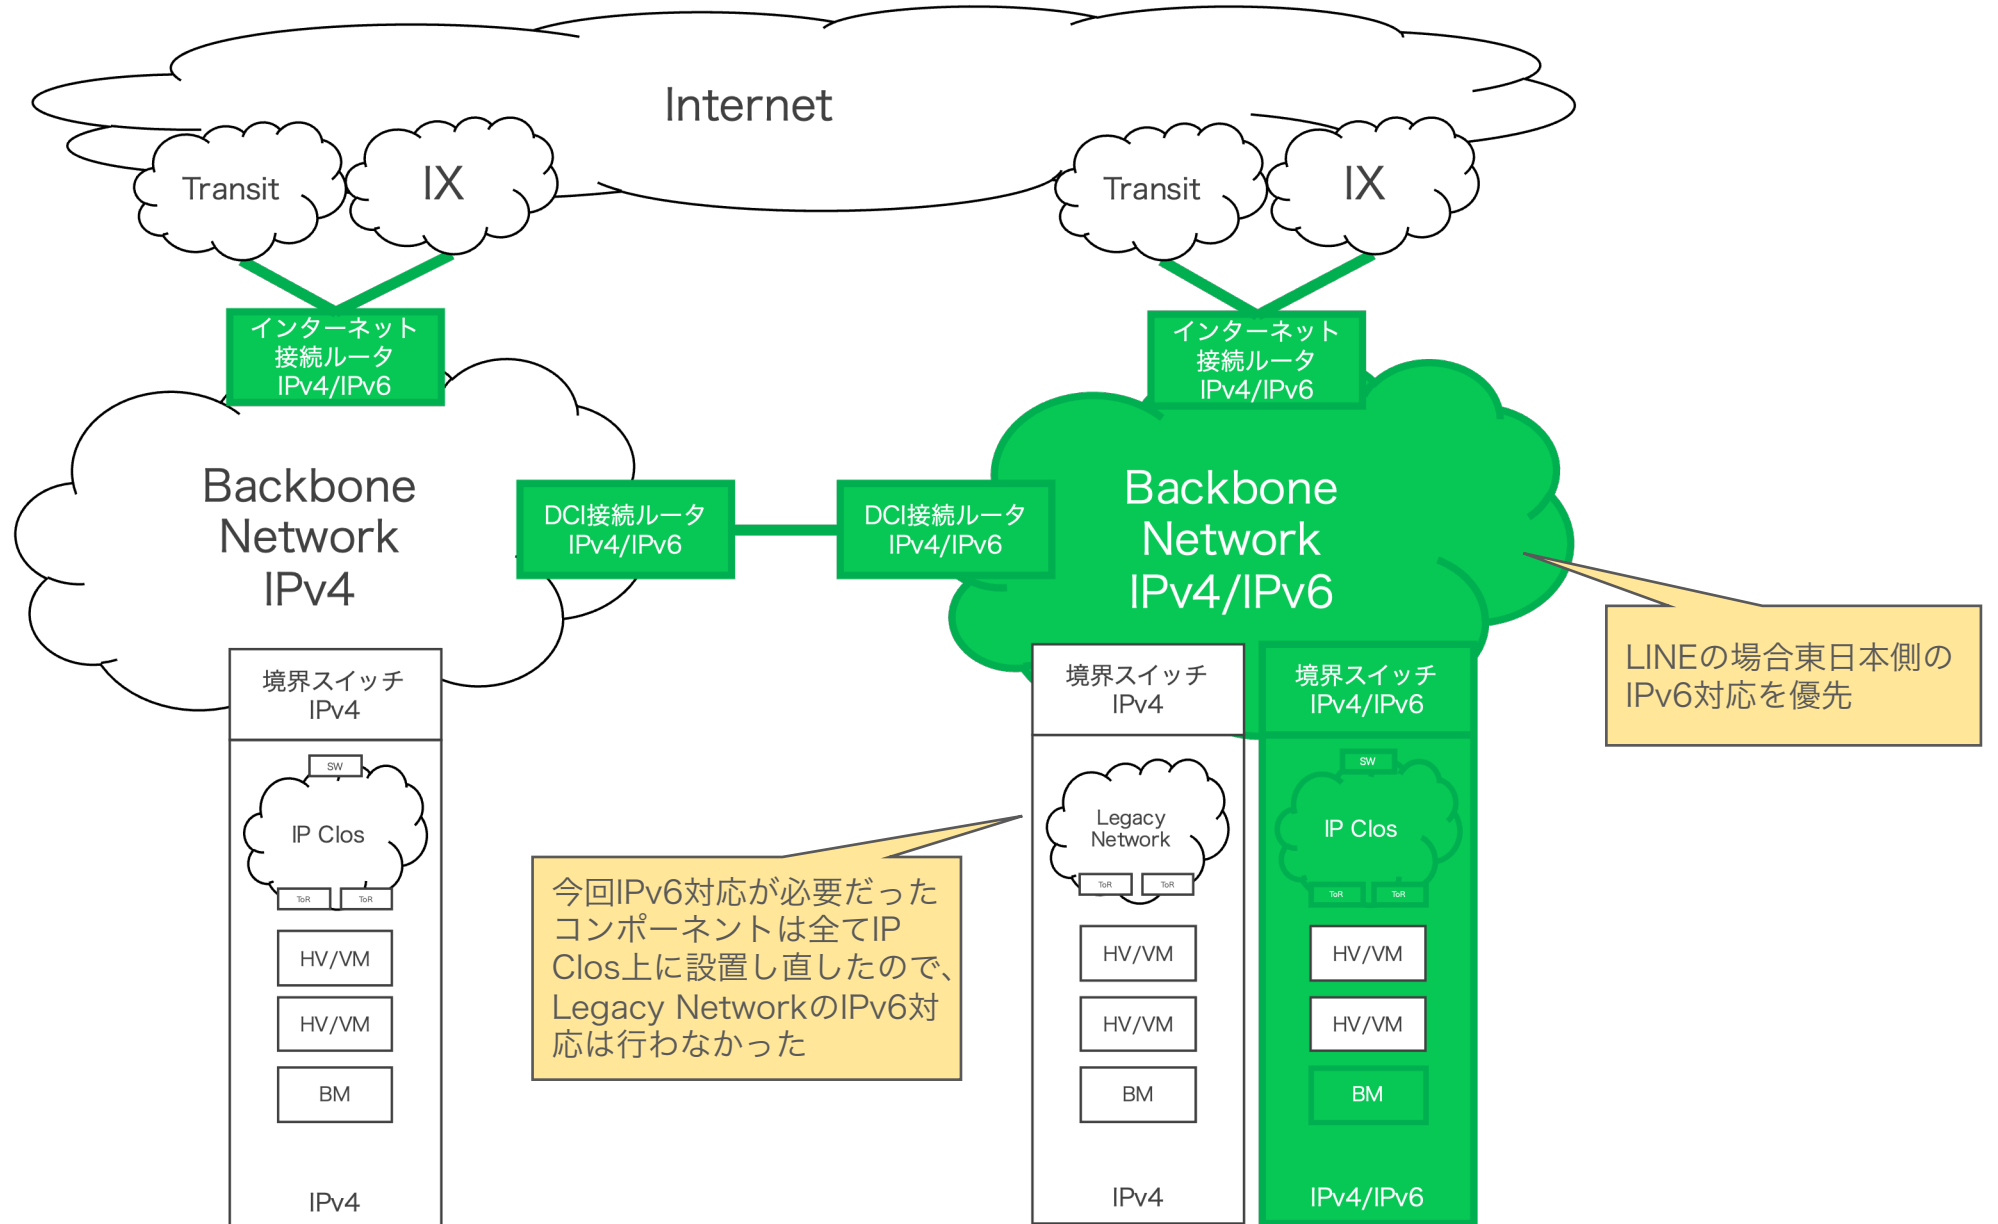 Internet
Transit
IX
Transit
IX
インターネット
接続ルータ
IPv4/IPv6
インターネット
接続ルータ
IPv4/IPv6
Backbone
Network
IPv4
DCI接続ルータ
IPv4/IPv6
DCI接続ルータ
IPv4/IPv6
Backbone
Network
IPv4/IPv6
LINEの場合東日本側の
IPv6対応を優先
境界スイッチ
IPv4
SW
IP Clos
ToR
ToR
HV/VM
HV/VM
BM
IPv4
今回IPv6対応が必要だった
コンポーネントは全てIP
Clos上に設置し直したので、
Legacy NetworkのIPv6対
応は行わなかった
境界スイッチ
IPv4
Legacy
Network
ToR
ToR
HV/VM
HV/VM
BM
IPv4
境界スイッチ
IPv4/IPv6
SW
IP Clos
ToR
ToR
HV/VM
HV/VM
BM
IPv4/IPv6